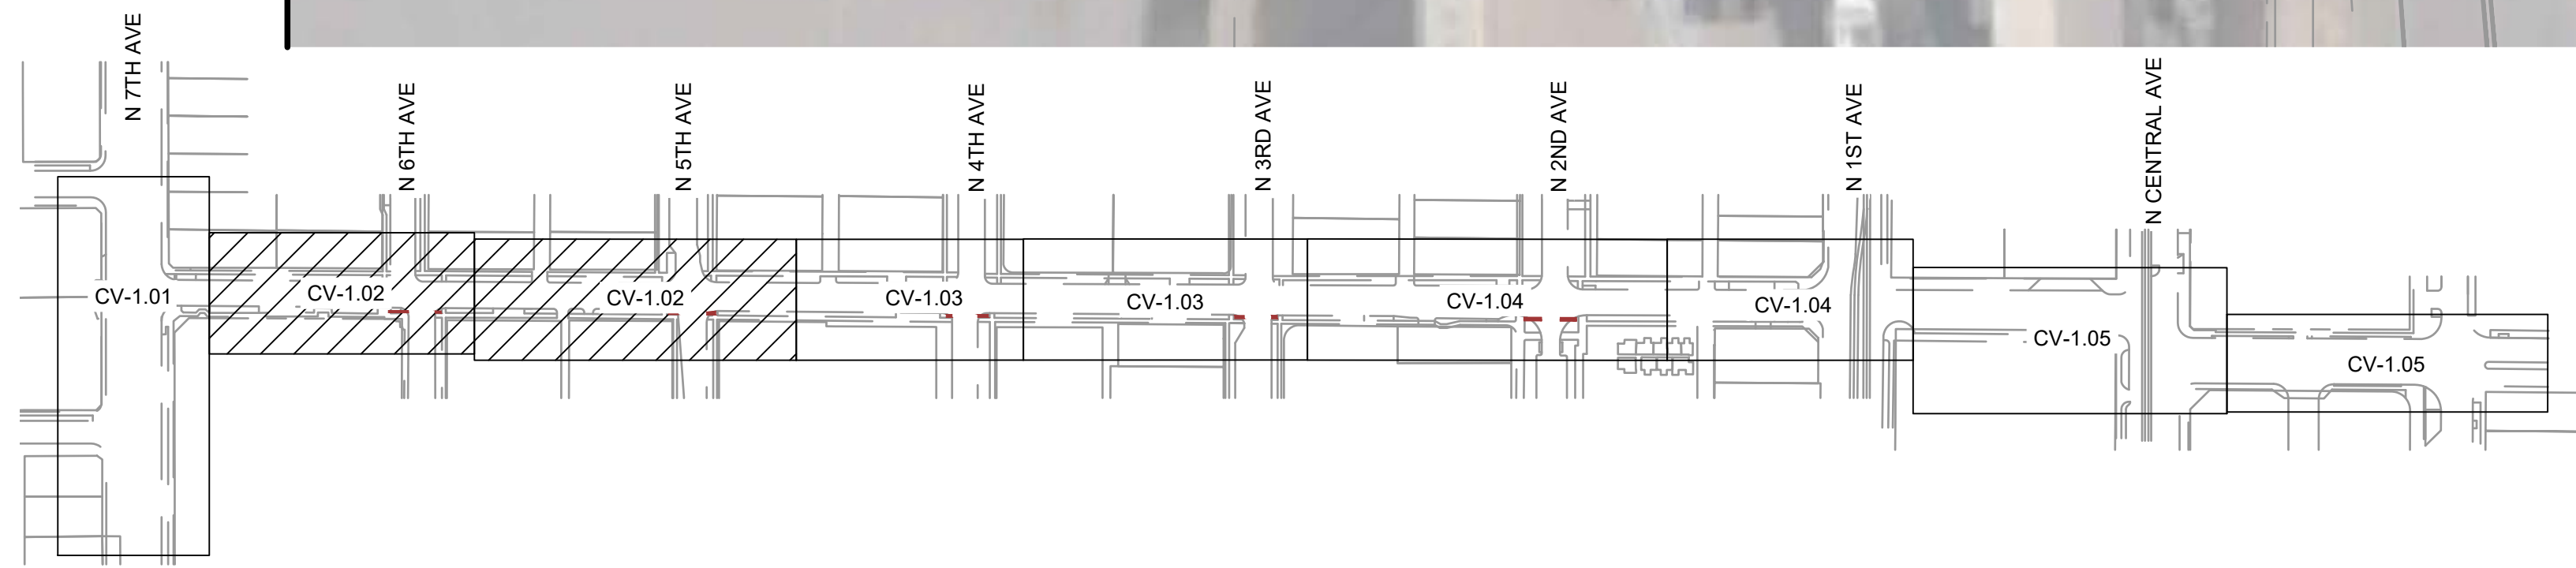 N 7TH AVE
N 6TH AVE
N 5TH AVE
N 4TH AVE
N 3RD AVE
N 2ND AVE
N 1ST AVE
N CENTRAL AVE
CV-1.01
CV-1.02
CV-1.02
CV-1.03
CV-1.03
CV-1.04
CV-1.04
CV-1.05
CV-1.05